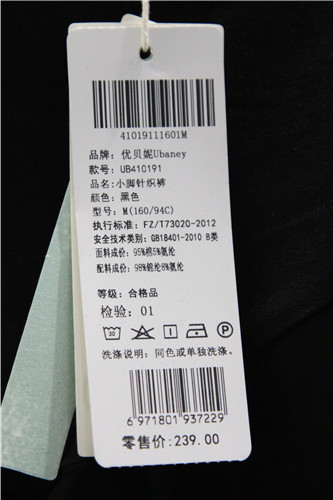 41019111601M
品牌：优贝妮Ubaney
款号：UB410191
品名：小脚针织裤
颜色：黑色
型号：M(160/94C)
执行标准：FZ/T73020-2012
安全技术类别：GB18401-2010 B类
面料成份：95%棉5%氨纶
配料成份：98%锦纶8%氨纶
等级：合格品
检验：01
洗涤说明：同色或单独洗涤。
6 971801 937229
零售价:239.00